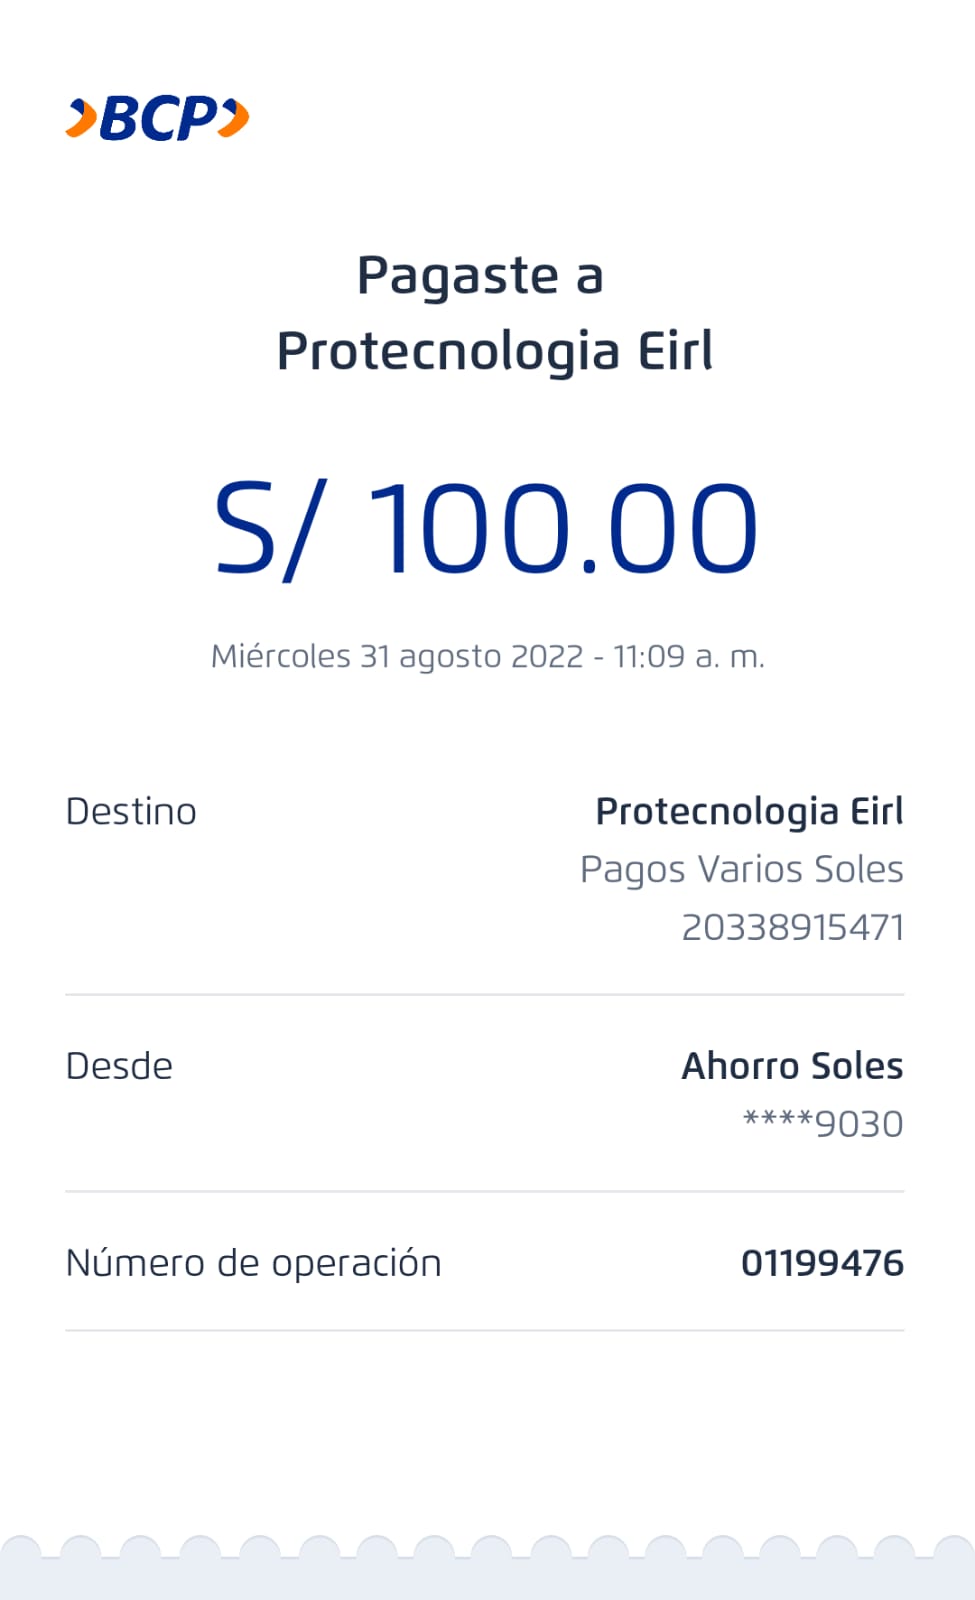 BCP
Pagaste a
Protecnologia Eirl
S/ 100.00
Miércoles 31 agosto 2022 - 11:09 a. m.
Destino
Protecnologia Eirl
Pagos Varios Soles
20338915471
Desde
Ahorro Soles
****9030
Número de operación
01199476